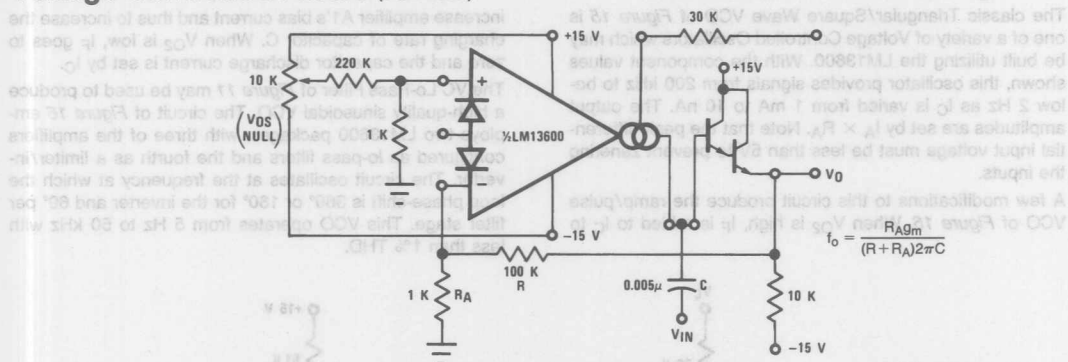 30 K
+15 V
+15V
220 K
10 K
(VOS NULL)
1 K
+
½LM13600
−
VO
−15 V
fo = RAgm / (R+RA)2πC
100 K
R
0.005μ
C
1 K
RA
10 K
VIN
−15 V
The classic Triangular/Square Wave VCO of Figure 15 is
one of a variety of Voltage Controlled Oscillators which may
be built utilizing the LM13600. With the component values
shown, this oscillator provides signals from 200 kHz to be-
low 2 Hz as IC is varied from 1 mA to 10 nA. The output
amplitudes are set by IA × RA. Note that the peak differen-
tial input voltage must be less than 5V to prevent zenering
the inputs.
A few modifications to this circuit produce the ramp/pulse
VCO of Figure 16. When VO2 is high, IF is added to IC to
increase amplifier A1's bias current and thus to increase the
charging rate of capacitor C. When VO2 is low, IF goes to
zero and the capacitor discharge current is set by IC.
The VC Lo-Pass Filter of Figure 11 may be used to produce
a high-quality sinusoidal VCO. The circuit of Figure 16 em-
ploys two LM13600 packages, with three of the amplifiers
configured as lo-pass filters and the fourth as a limiter/in-
verter. The circuit oscillates at the frequency at which the
loop phase-shift is 360° or 180° for the inverter and 60° per
filter stage. This VCO operates from 5 Hz to 50 kHz with
less than 1% THD.
+15 V